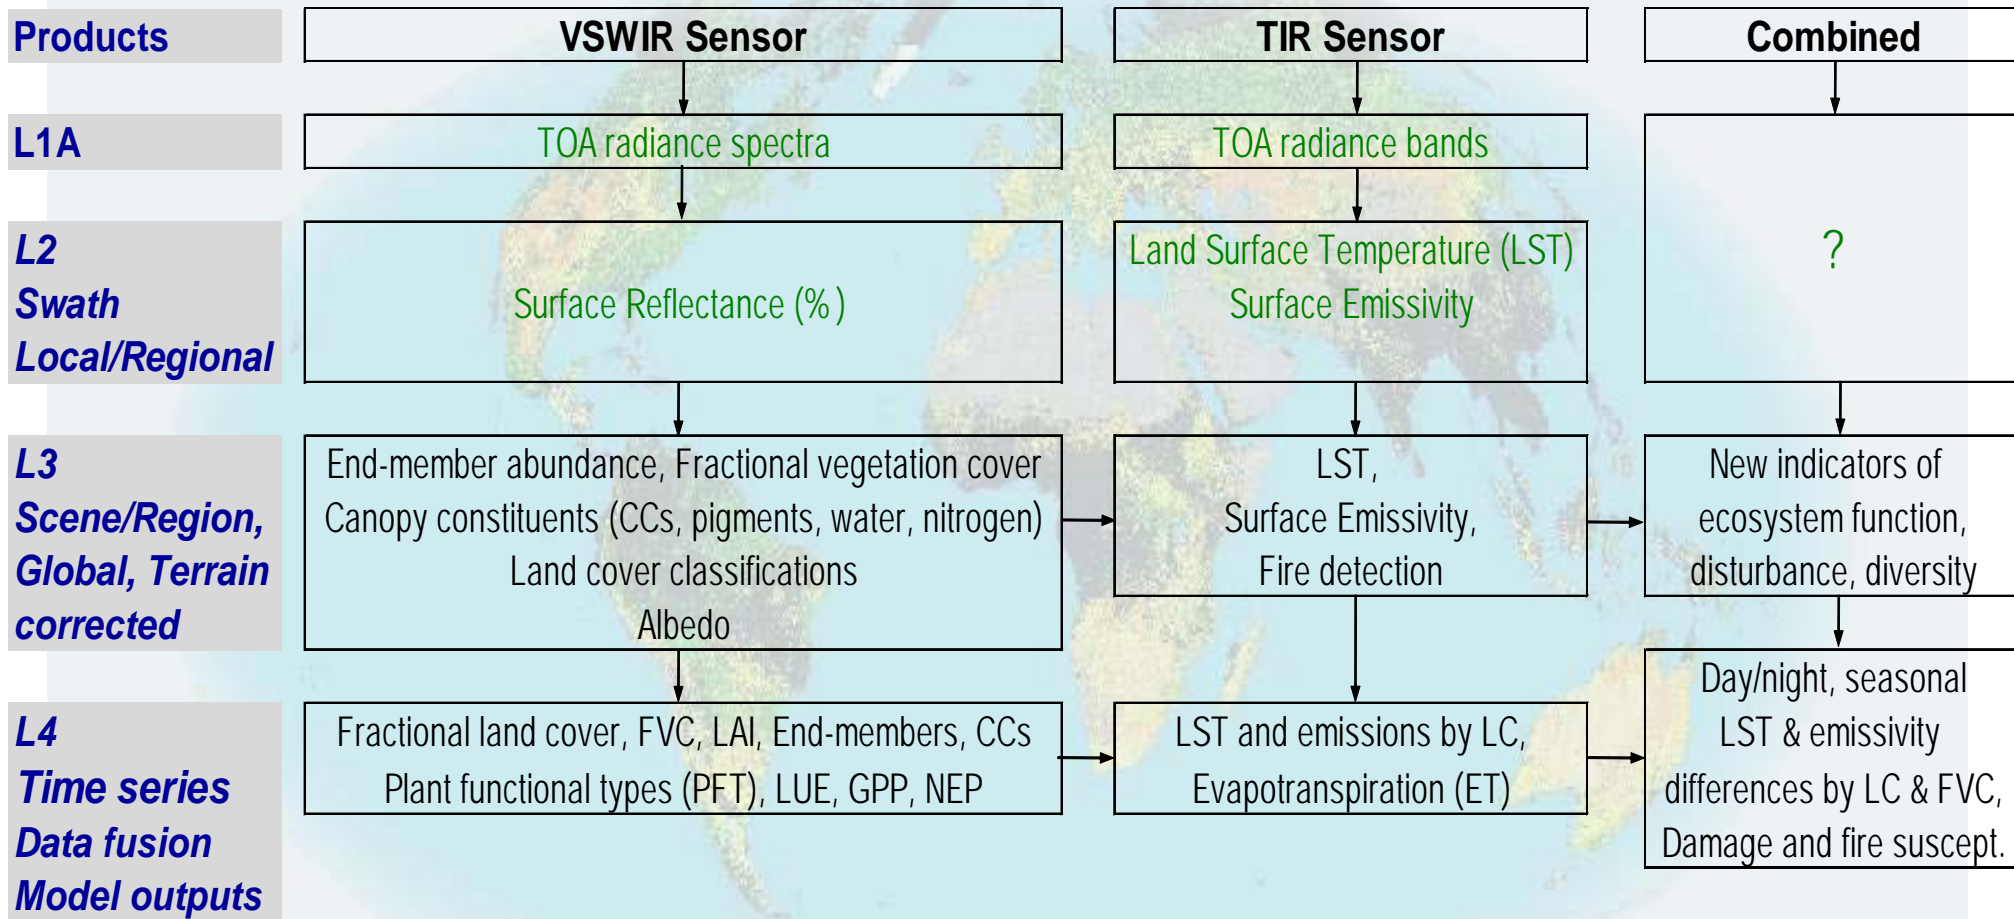 Products
VSWIR Sensor
TIR Sensor
Combined
L1A
TOA radiance spectra
TOA radiance bands
L2
Swath
Local/Regional
Surface Reflectance (%)
Land Surface Temperature (LST)
Surface Emissivity
?
L3
Scene/Region,
Global, Terrain
corrected
End-member abundance, Fractional vegetation cover
Canopy constituents (CCs, pigments, water, nitrogen)
Land cover classifications
Albedo
LST,
Surface Emissivity,
Fire detection
New indicators of
ecosystem function,
disturbance, diversity
L4
Time series
Data fusion
Model outputs
Fractional land cover, FVC, LAI, End-members, CCs
Plant functional types (PFT), LUE, GPP, NEP
LST and emissions by LC,
Evapotranspiration (ET)
Day/night, seasonal
LST & emissivity
differences by LC & FVC,
Damage and fire suscept.